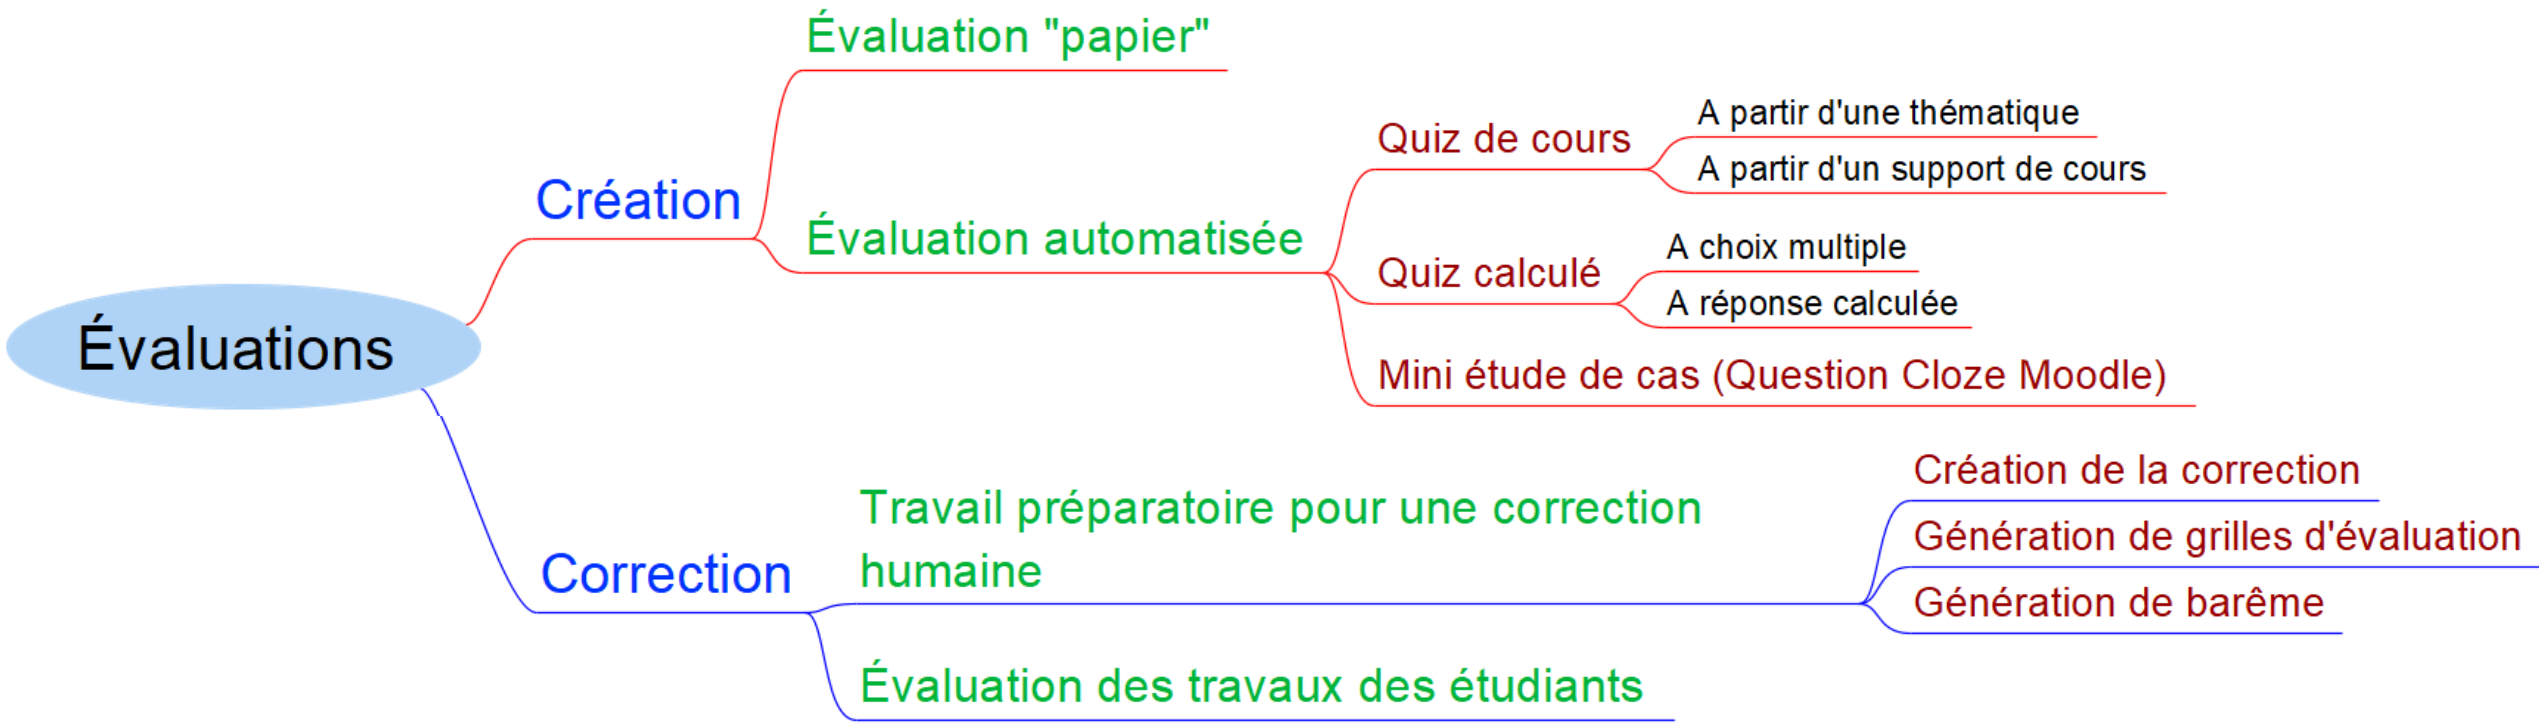 Évaluations
Création
Évaluation "papier"
Évaluation automatisée
Quiz de cours
A partir d'une thématique
A partir d'un support de cours
Quiz calculé
A choix multiple
A réponse calculée
Mini étude de cas (Question Cloze Moodle)
Correction
Travail préparatoire pour une correction
humaine
Création de la correction
Génération de grilles d'évaluation
Génération de barême
Évaluation des travaux des étudiants